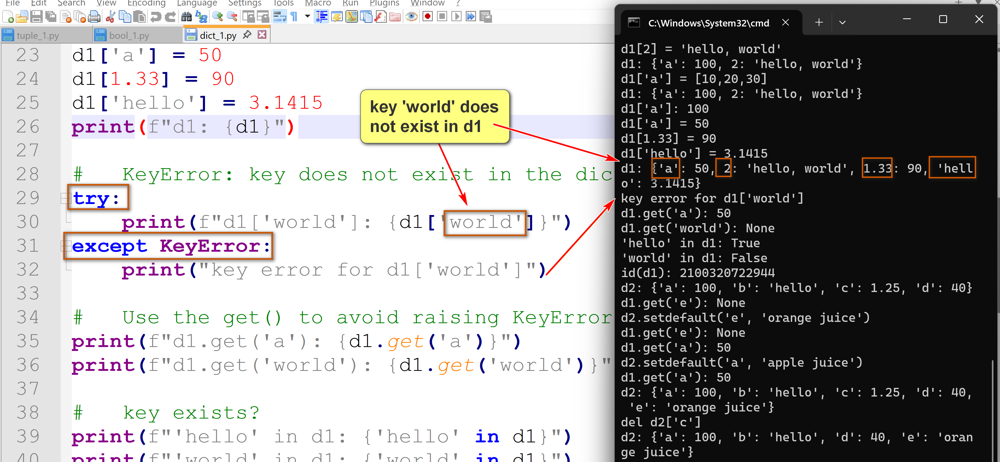 File Edit Search View Encoding Language Settings Tools Macro Run Plugins Window ?
tuple_1.py bool_1.py dict_1.py
23 d1['a'] = 50
24 d1[1.33] = 90
25 d1['hello'] = 3.1415
26 print(f"d1: {d1}")
27
28 # KeyError: key does not exist in the dic
29 try:
30 print(f"d1['world']: {d1['world']}")
31 except KeyError:
32 print("key error for d1['world']")
33
34 # Use the get() to avoid raising KeyError
35 print(f"d1.get('a'): {d1.get('a')}")
36 print(f"d1.get('world'): {d1.get('world')}"
37
38 # key exists?
39 print(f"'hello' in d1: {'hello' in d1}")
40 print(f"'world' in d1: {'world' in d1}")
key 'world' does
not exist in d1
C:\Windows\System32\cmd.
d1[2] = 'hello, world'
d1: {'a': 100, 2: 'hello, world'}
d1['a'] = [10,20,30]
d1: {'a': 100, 2: 'hello, world'}
d1['a']: 100
d1['a'] = 50
d1[1.33] = 90
d1['hello'] = 3.1415
d1: {'a': 50, 2: 'hello, world', 1.33: 90, 'hell
o': 3.1415}
key error for d1['world']
d1.get('a'): 50
d1.get('world'): None
'hello' in d1: True
'world' in d1: False
id(d1): 2100320722944
d2: {'a': 100, 'b': 'hello', 'c': 1.25, 'd': 40}
d1.get('e'): None
d2.setdefault('e', 'orange juice')
d1.get('e'): None
d1.get('a'): 50
d2.setdefault('a', 'apple juice')
d1.get('a'): 50
d2: {'a': 100, 'b': 'hello', 'c': 1.25, 'd': 40,
'e': 'orange juice'}
del d2['c']
d2: {'a': 100, 'b': 'hello', 'd': 40, 'e': 'oran
ge juice'}